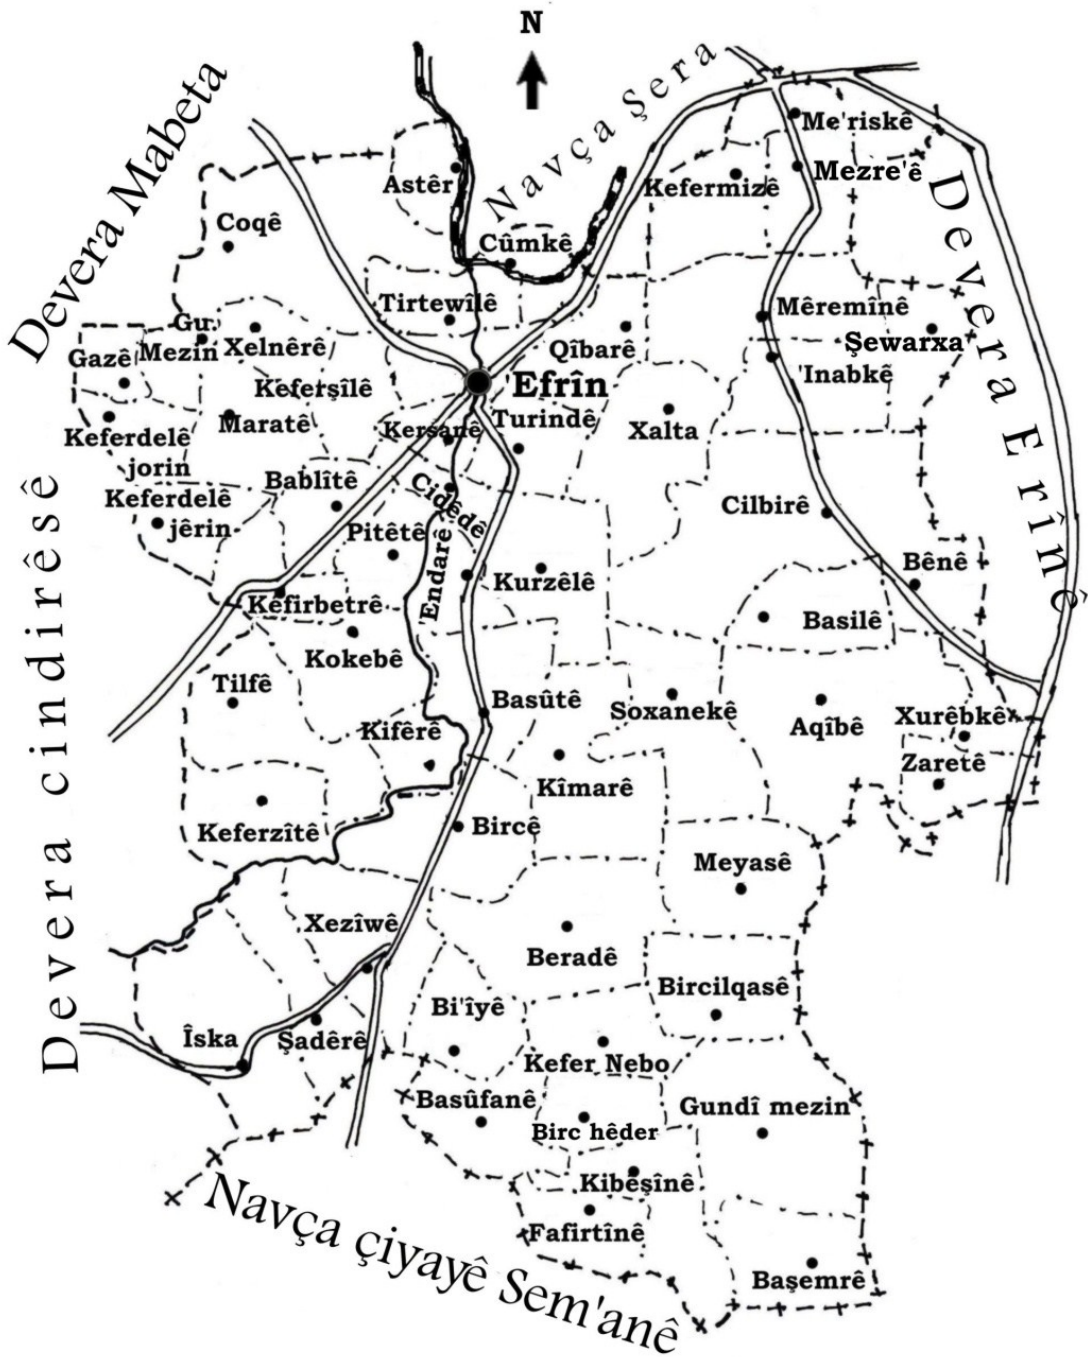 N
Devera Mabeta
Navça Şera
Me'riskê
Mezre'ê
Kefermizê
Astêr
Coqê
Cûmkê
Devera Erînê
Tirtewîlê
Mêremînê
Gu.
Mezin
Xelnêrê
Gazê
Qîbarê
Şewarxa
'Inabkê
Keferşîlê
'Efrîn
Turindê
Maratê
Kersanê
Xalta
Keferdelê
jorin
Bablîtê
Cidêdê
Keferdelê
jêrin
Cilbirê
Pitêtê
Endarê
Kurzêlê
Bênê
Kefirbetrê
Basilê
Kokebê
Tilfê
Basûtê
Soxanekê
Aqîbê
Xurêbkê
Kifêrê
Zaretê
Devera cindirêsê
Kîmarê
Keferzîtê
Bircê
Meyasê
Xezîwê
Beradê
Bircilqasê
Bi'îyê
Îska
Şadêrê
Kefer Nebo
Basûfanê
Gundî mezin
Birc hêder
Kibeşînê
Fafirtînê
Başemrê
Navça çiyayê Sem'anê